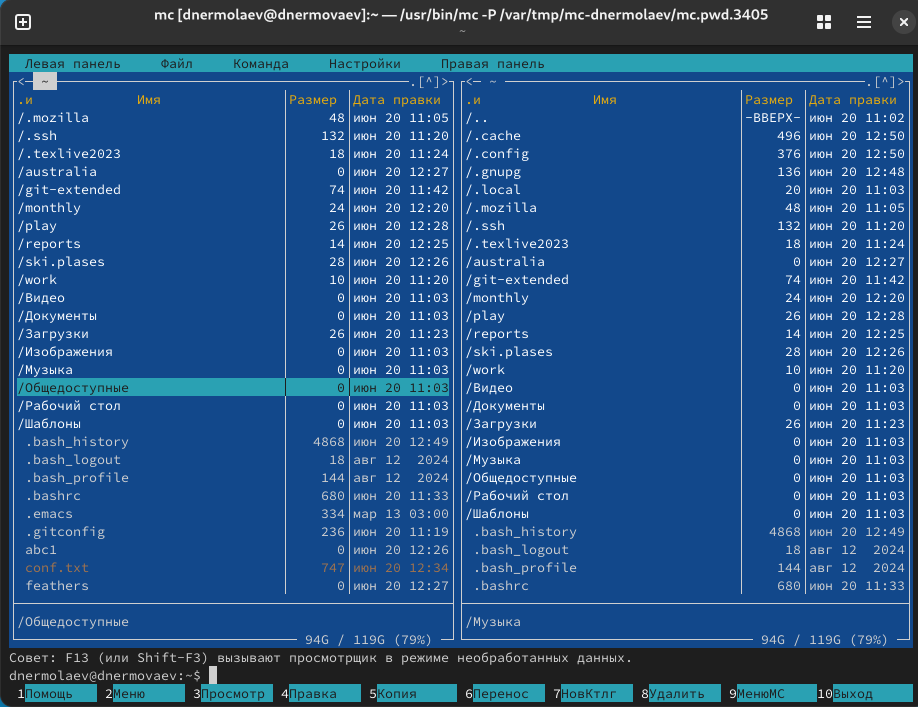 mc [dnermolaev@dnermovaev]:~ — /usr/bin/mc -P /var/tmp/mc-dnermolaev/mc.pwd.3405
~
Левая панель Файл Команда Настройки Правая панель
<─ ~ .[^]> <─ ~ .[^]>
.и Имя Размер Дата правки .и Имя Размер Дата правки
/.mozilla 48 июн 20 11:05 /.. -ВВЕРХ- июн 20 11:02
/.ssh 132 июн 20 11:20 /.cache 496 июн 20 12:50
/.texlive2023 18 июн 20 11:24 /.config 376 июн 20 12:50
/australia 0 июн 20 12:27 /.gnupg 136 июн 20 12:48
/git-extended 74 июн 20 11:42 /.local 20 июн 20 11:03
/monthly 24 июн 20 12:20 /.mozilla 48 июн 20 11:05
/play 26 июн 20 12:28 /.ssh 132 июн 20 11:20
/reports 14 июн 20 12:25 /.texlive2023 18 июн 20 11:24
/ski.plases 28 июн 20 12:26 /australia 0 июн 20 12:27
/work 10 июн 20 11:20 /git-extended 74 июн 20 11:42
/Видео 0 июн 20 11:03 /monthly 24 июн 20 12:20
/Документы 0 июн 20 11:03 /play 26 июн 20 12:28
/Загрузки 26 июн 20 11:23 /reports 14 июн 20 12:25
/Изображения 0 июн 20 11:03 /ski.plases 28 июн 20 12:26
/Музыка 0 июн 20 11:03 /work 10 июн 20 11:20
/Общедоступные 0 июн 20 11:03 /Видео 0 июн 20 11:03
/Рабочий стол 0 июн 20 11:03 /Документы 0 июн 20 11:03
/Шаблоны 0 июн 20 11:03 /Загрузки 26 июн 20 11:23
.bash_history 4868 июн 20 12:49 /Изображения 0 июн 20 11:03
.bash_logout 18 авг 12 2024 /Музыка 0 июн 20 11:03
.bash_profile 144 авг 12 2024 /Общедоступные 0 июн 20 11:03
.bashrc 680 июн 20 11:33 /Рабочий стол 0 июн 20 11:03
.emacs 334 мар 13 03:00 /Шаблоны 0 июн 20 11:03
.gitconfig 236 июн 20 11:19 .bash_history 4868 июн 20 12:49
abc1 0 июн 20 12:26 .bash_logout 18 авг 12 2024
conf.txt 747 июн 20 12:34 .bash_profile 144 авг 12 2024
feathers 0 июн 20 12:27 .bashrc 680 июн 20 11:33
/Общедоступные /Музыка
94G / 119G (79%) 94G / 119G (79%)
Совет: F13 (или Shift-F3) вызывают просмотрщик в режиме необработанных данных.
dnermolaev@dnermovaev:~$
1Помощь 2Меню 3Просмотр 4Правка 5Копия 6Перенос 7НовКтлг 8Удалить 9МенюMC 10Выход